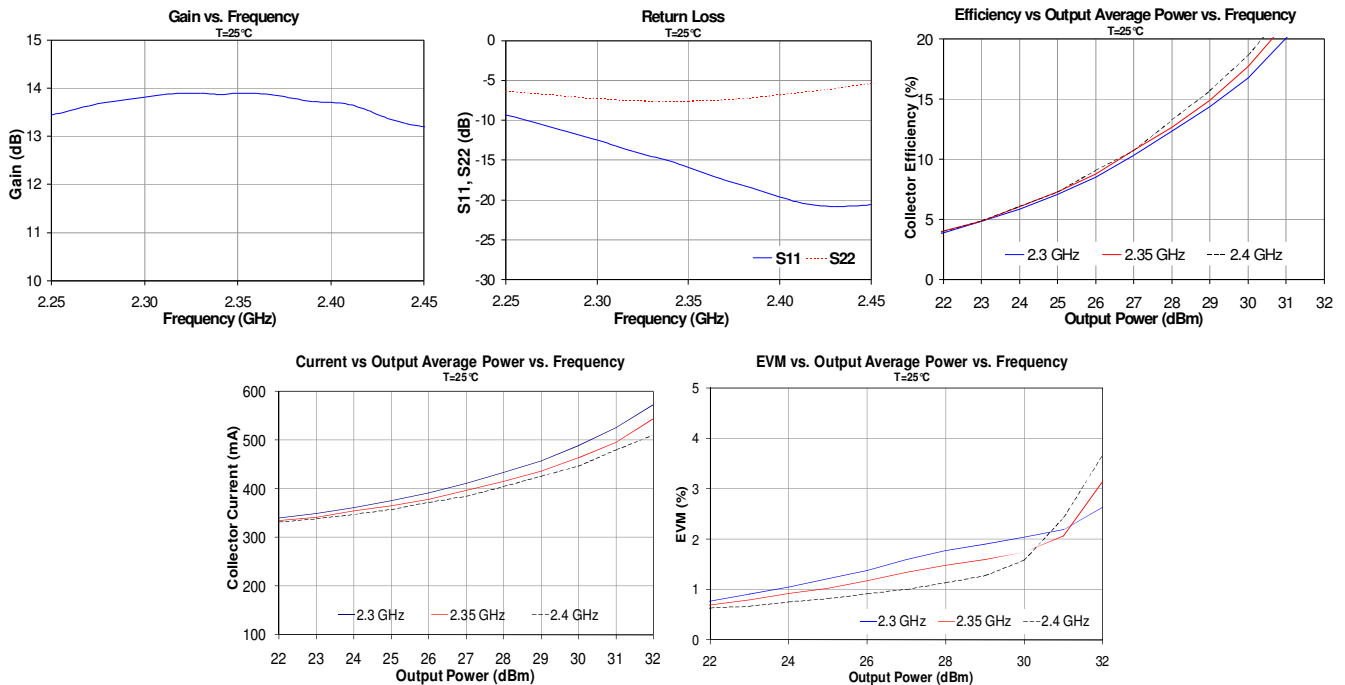 Gain vs. Frequency
T=25°C
15
14
13
12
11
10
Gain (dB)
2.25 2.30 2.35 2.40 2.45
Frequency (GHz)
Return Loss
T=25°C
0
-5
-10
-15
-20
-25
-30
S11, S22 (dB)
S11 S22
2.25 2.30 2.35 2.40 2.45
Frequency (GHz)
Efficiency vs Output Average Power vs. Frequency
T=25°C
20
15
10
5
0
Collector Efficiency (%)
2.3 GHz 2.35 GHz 2.4 GHz
22 23 24 25 26 27 28 29 30 31 32
Output Power (dBm)
Current vs Output Average Power vs. Frequency
T=25°C
600
500
400
300
200
100
Collector Current (mA)
2.3 GHz 2.35 GHz 2.4 GHz
22 23 24 25 26 27 28 29 30 31 32
Output Power (dBm)
EVM vs. Output Average Power vs. Frequency
T=25°C
5
4
3
2
1
0
EVM (%)
2.3 GHz 2.35 GHz 2.4 GHz
22 24 26 28 30 32
Output Power (dBm)